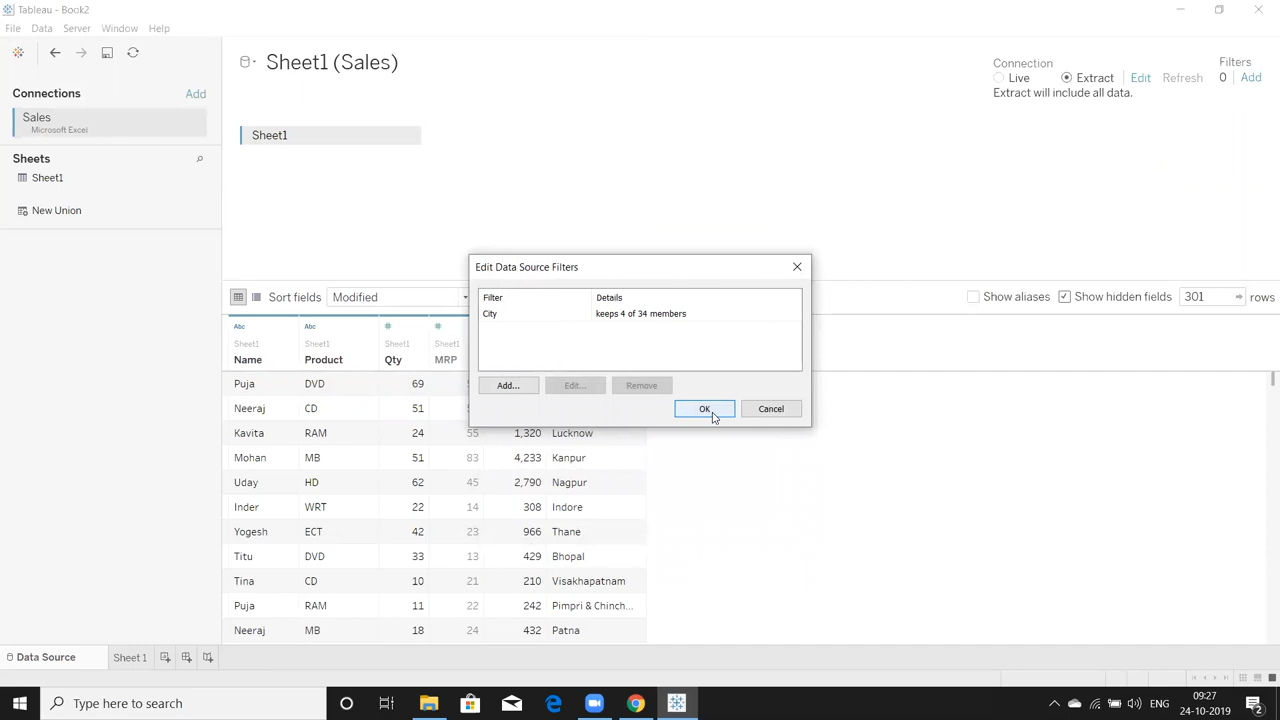 Tableau - Book2
File Data Server Window Help
Connections Add
Sales
Microsoft Excel
Sheets
Sheet1
New Union
Sheet1 (Sales)
Connection
Live Extract Edit Refresh
Extract will include all data.
Filters
0 Add
Sheet1
Sort fields Modified
Show aliases Show hidden fields 301 rows
Edit Data Source Filters
Filter Details
City keeps 4 of 34 members
Add... Edit... Remove
OK Cancel
Abc Abc # #
Sheet1 Sheet1 Sheet1 Sheet1
Name Product Qty MRP
Puja DVD 69
Neeraj CD 51
Kavita RAM 24 55 1,320 Lucknow
Mohan MB 51 83 4,233 Kanpur
Uday HD 62 45 2,790 Nagpur
Inder WRT 22 14 308 Indore
Yogesh ECT 42 23 966 Thane
Titu DVD 33 13 429 Bhopal
Tina CD 10 21 210 Visakhapatnam
Puja RAM 11 22 242 Pimpri & Chinch...
Neeraj MB 18 24 432 Patna
Data Source Sheet 1
Type here to search
ENG
09:27
24-10-2019
2